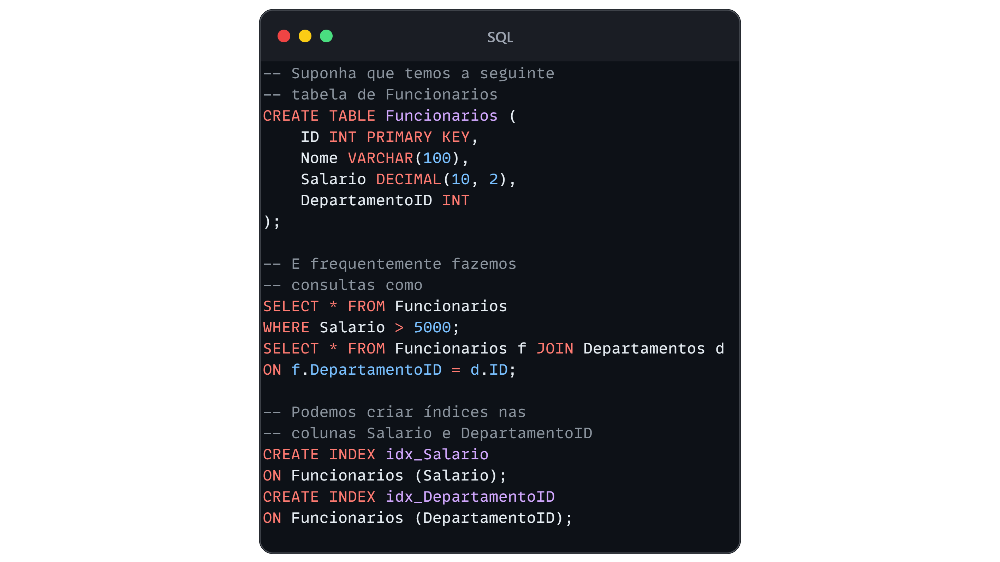 SQL
-- Suponha que temos a seguinte
-- tabela de Funcionarios
CREATE TABLE Funcionarios (
    ID INT PRIMARY KEY,
    Nome VARCHAR(100),
    Salario DECIMAL(10, 2),
    DepartamentoID INT
);
-- E frequentemente fazemos
-- consultas como
SELECT * FROM Funcionarios
WHERE Salario > 5000;
SELECT * FROM Funcionarios f JOIN Departamentos d
ON f.DepartamentoID = d.ID;
-- Podemos criar índices nas
-- colunas Salario e DepartamentoID
CREATE INDEX idx_Salario
ON Funcionarios (Salario);
CREATE INDEX idx_DepartamentoID
ON Funcionarios (DepartamentoID);